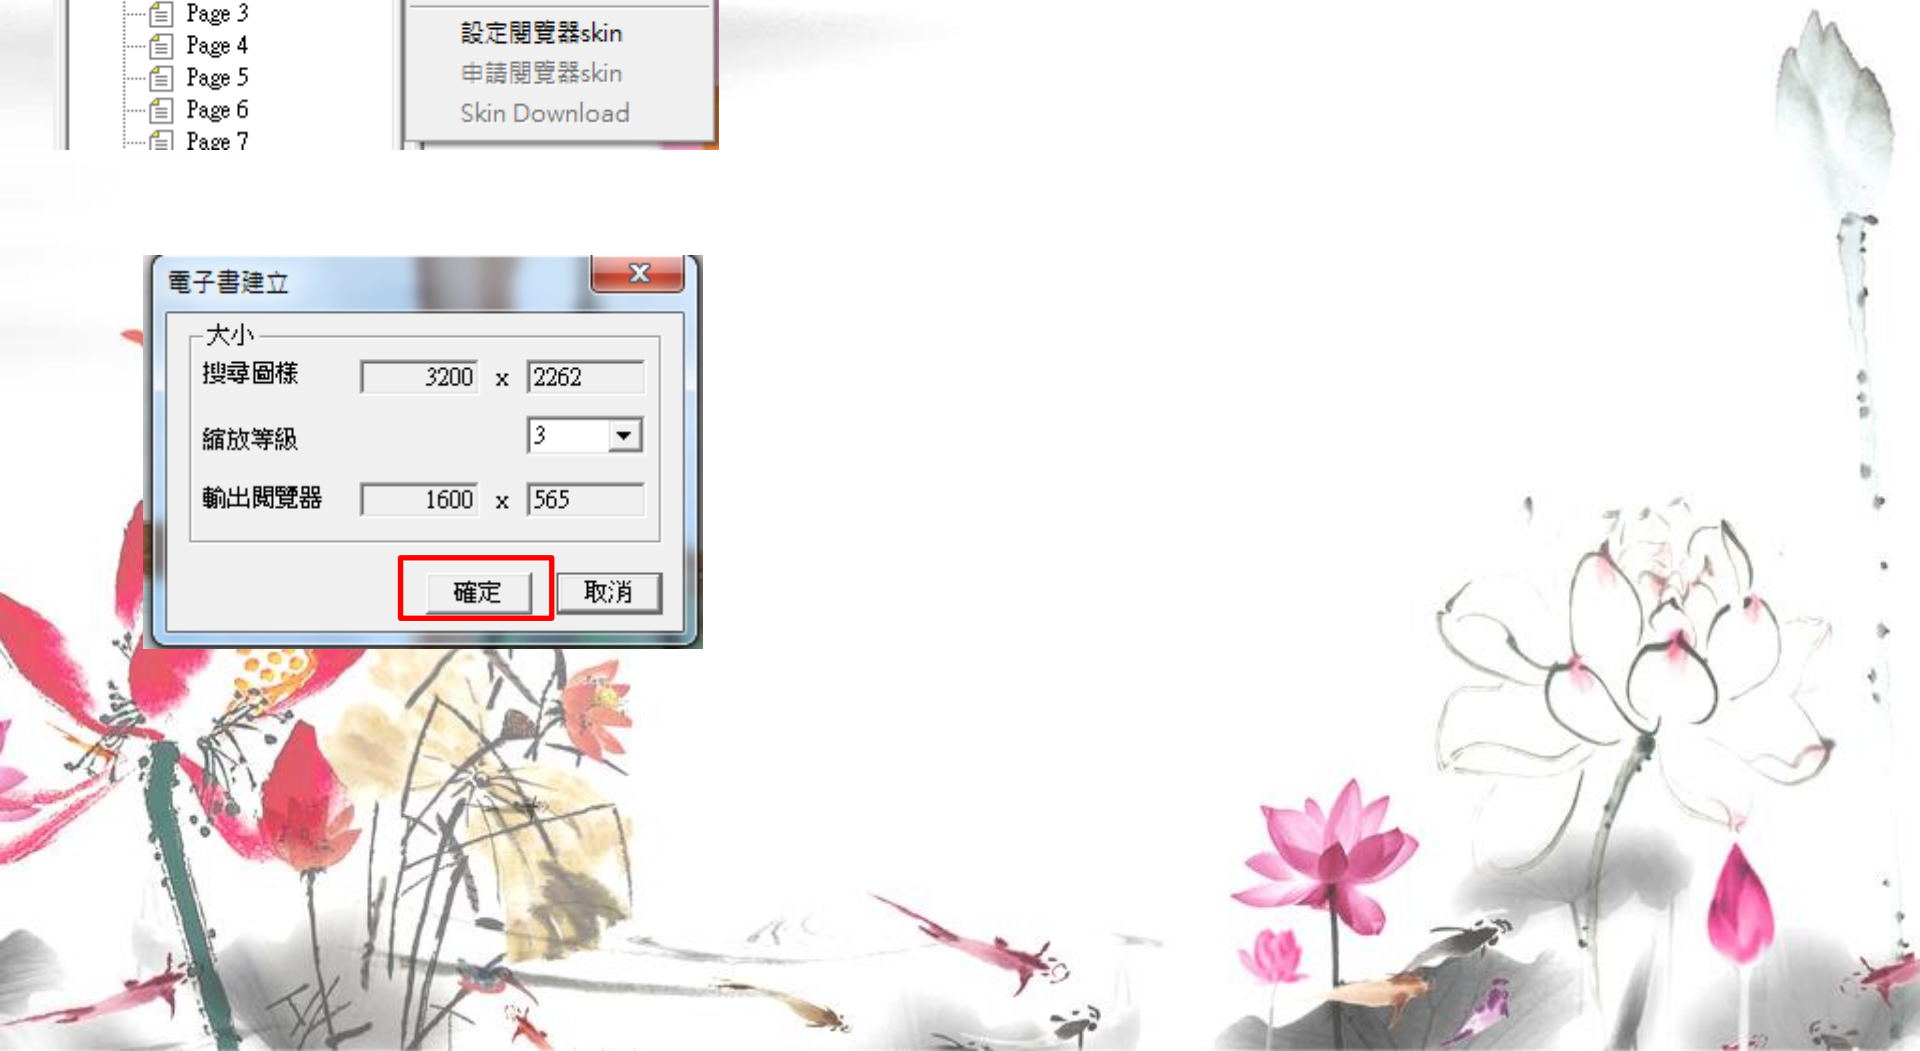 Page 3
Page 4
Page 5
Page 6
Page 7
設定閱覽器skin
申請閱覽器skin
Skin Download
電子書建立
大小
搜尋圖樣 3200 x 2262
縮放等級 3
輸出閱覽器 1600 x 565
確定 取消